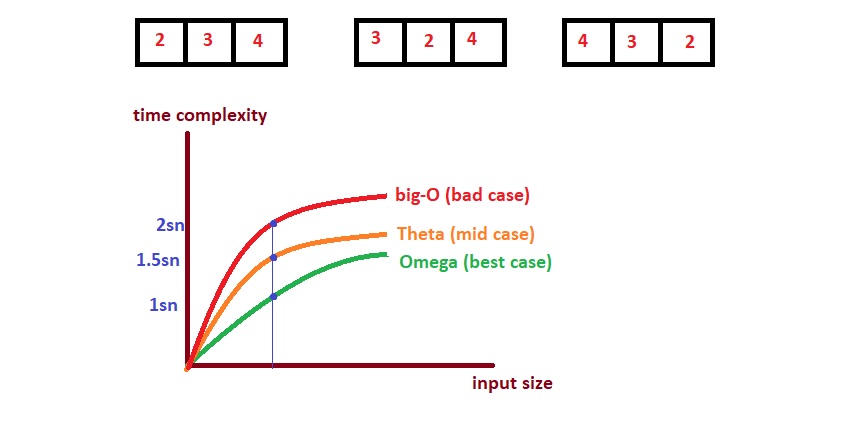 2 3 4
3 2 4
4 3 2
time complexity
big-O (bad case)
2sn
Theta (mid case)
1.5sn
Omega (best case)
1sn
input size